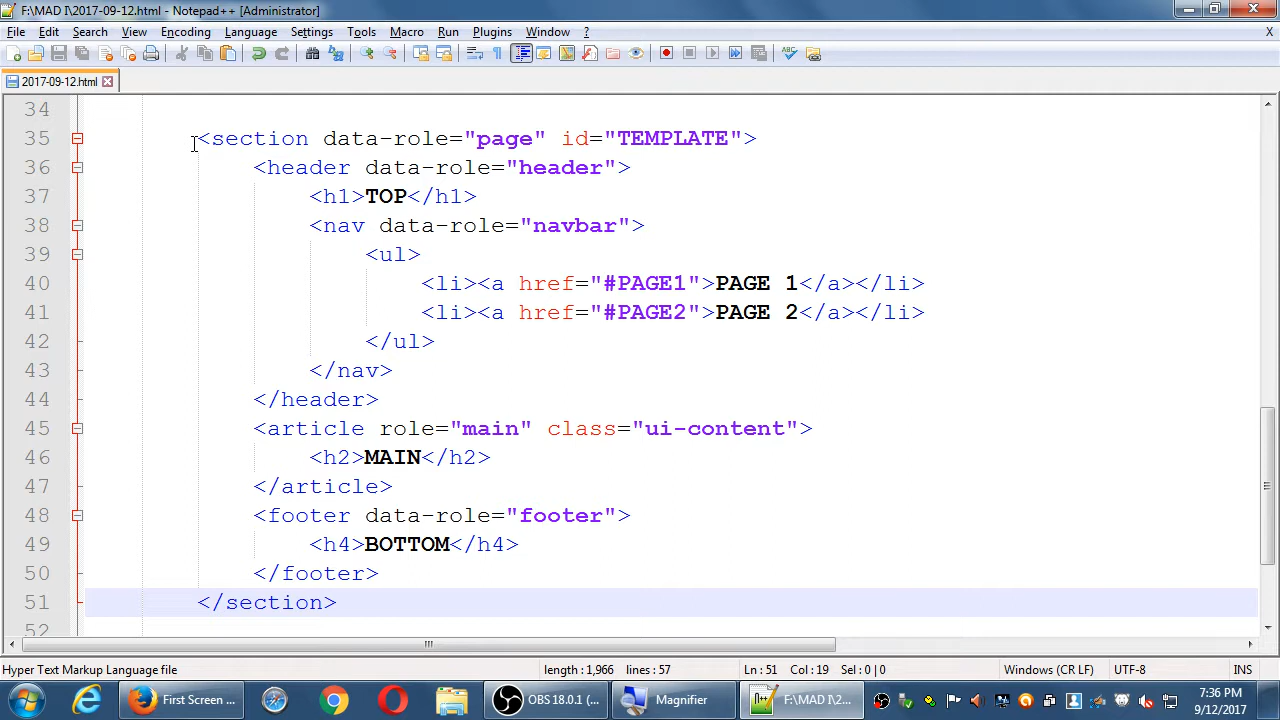 F:\MAD I\2017-09-12.html - Notepad++ [Administrator]
File Edit Search View Encoding Language Settings Tools Macro Run Plugins Window ? X
2017-09-12.html
34
35 <section data-role="page" id="TEMPLATE">
36 <header data-role="header">
37 <h1>TOP</h1>
38 <nav data-role="navbar">
39 <ul>
40 <li><a href="#PAGE1">PAGE 1</a></li>
41 <li><a href="#PAGE2">PAGE 2</a></li>
42 </ul>
43 </nav>
44 </header>
45 <article role="main" class="ui-content">
46 <h2>MAIN</h2>
47 </article>
48 <footer data-role="footer">
49 <h4>BOTTOM</h4>
50 </footer>
51 </section>
52
Hyper Text Markup Language file length : 1,966 lines : 57 Ln : 51 Col : 19 Sel : 0 | 0 Windows (CR LF) UTF-8 INS
First Screen ... OBS 18.0.1 (... Magnifier F:\MAD I\2... 7:36 PM
9/12/2017